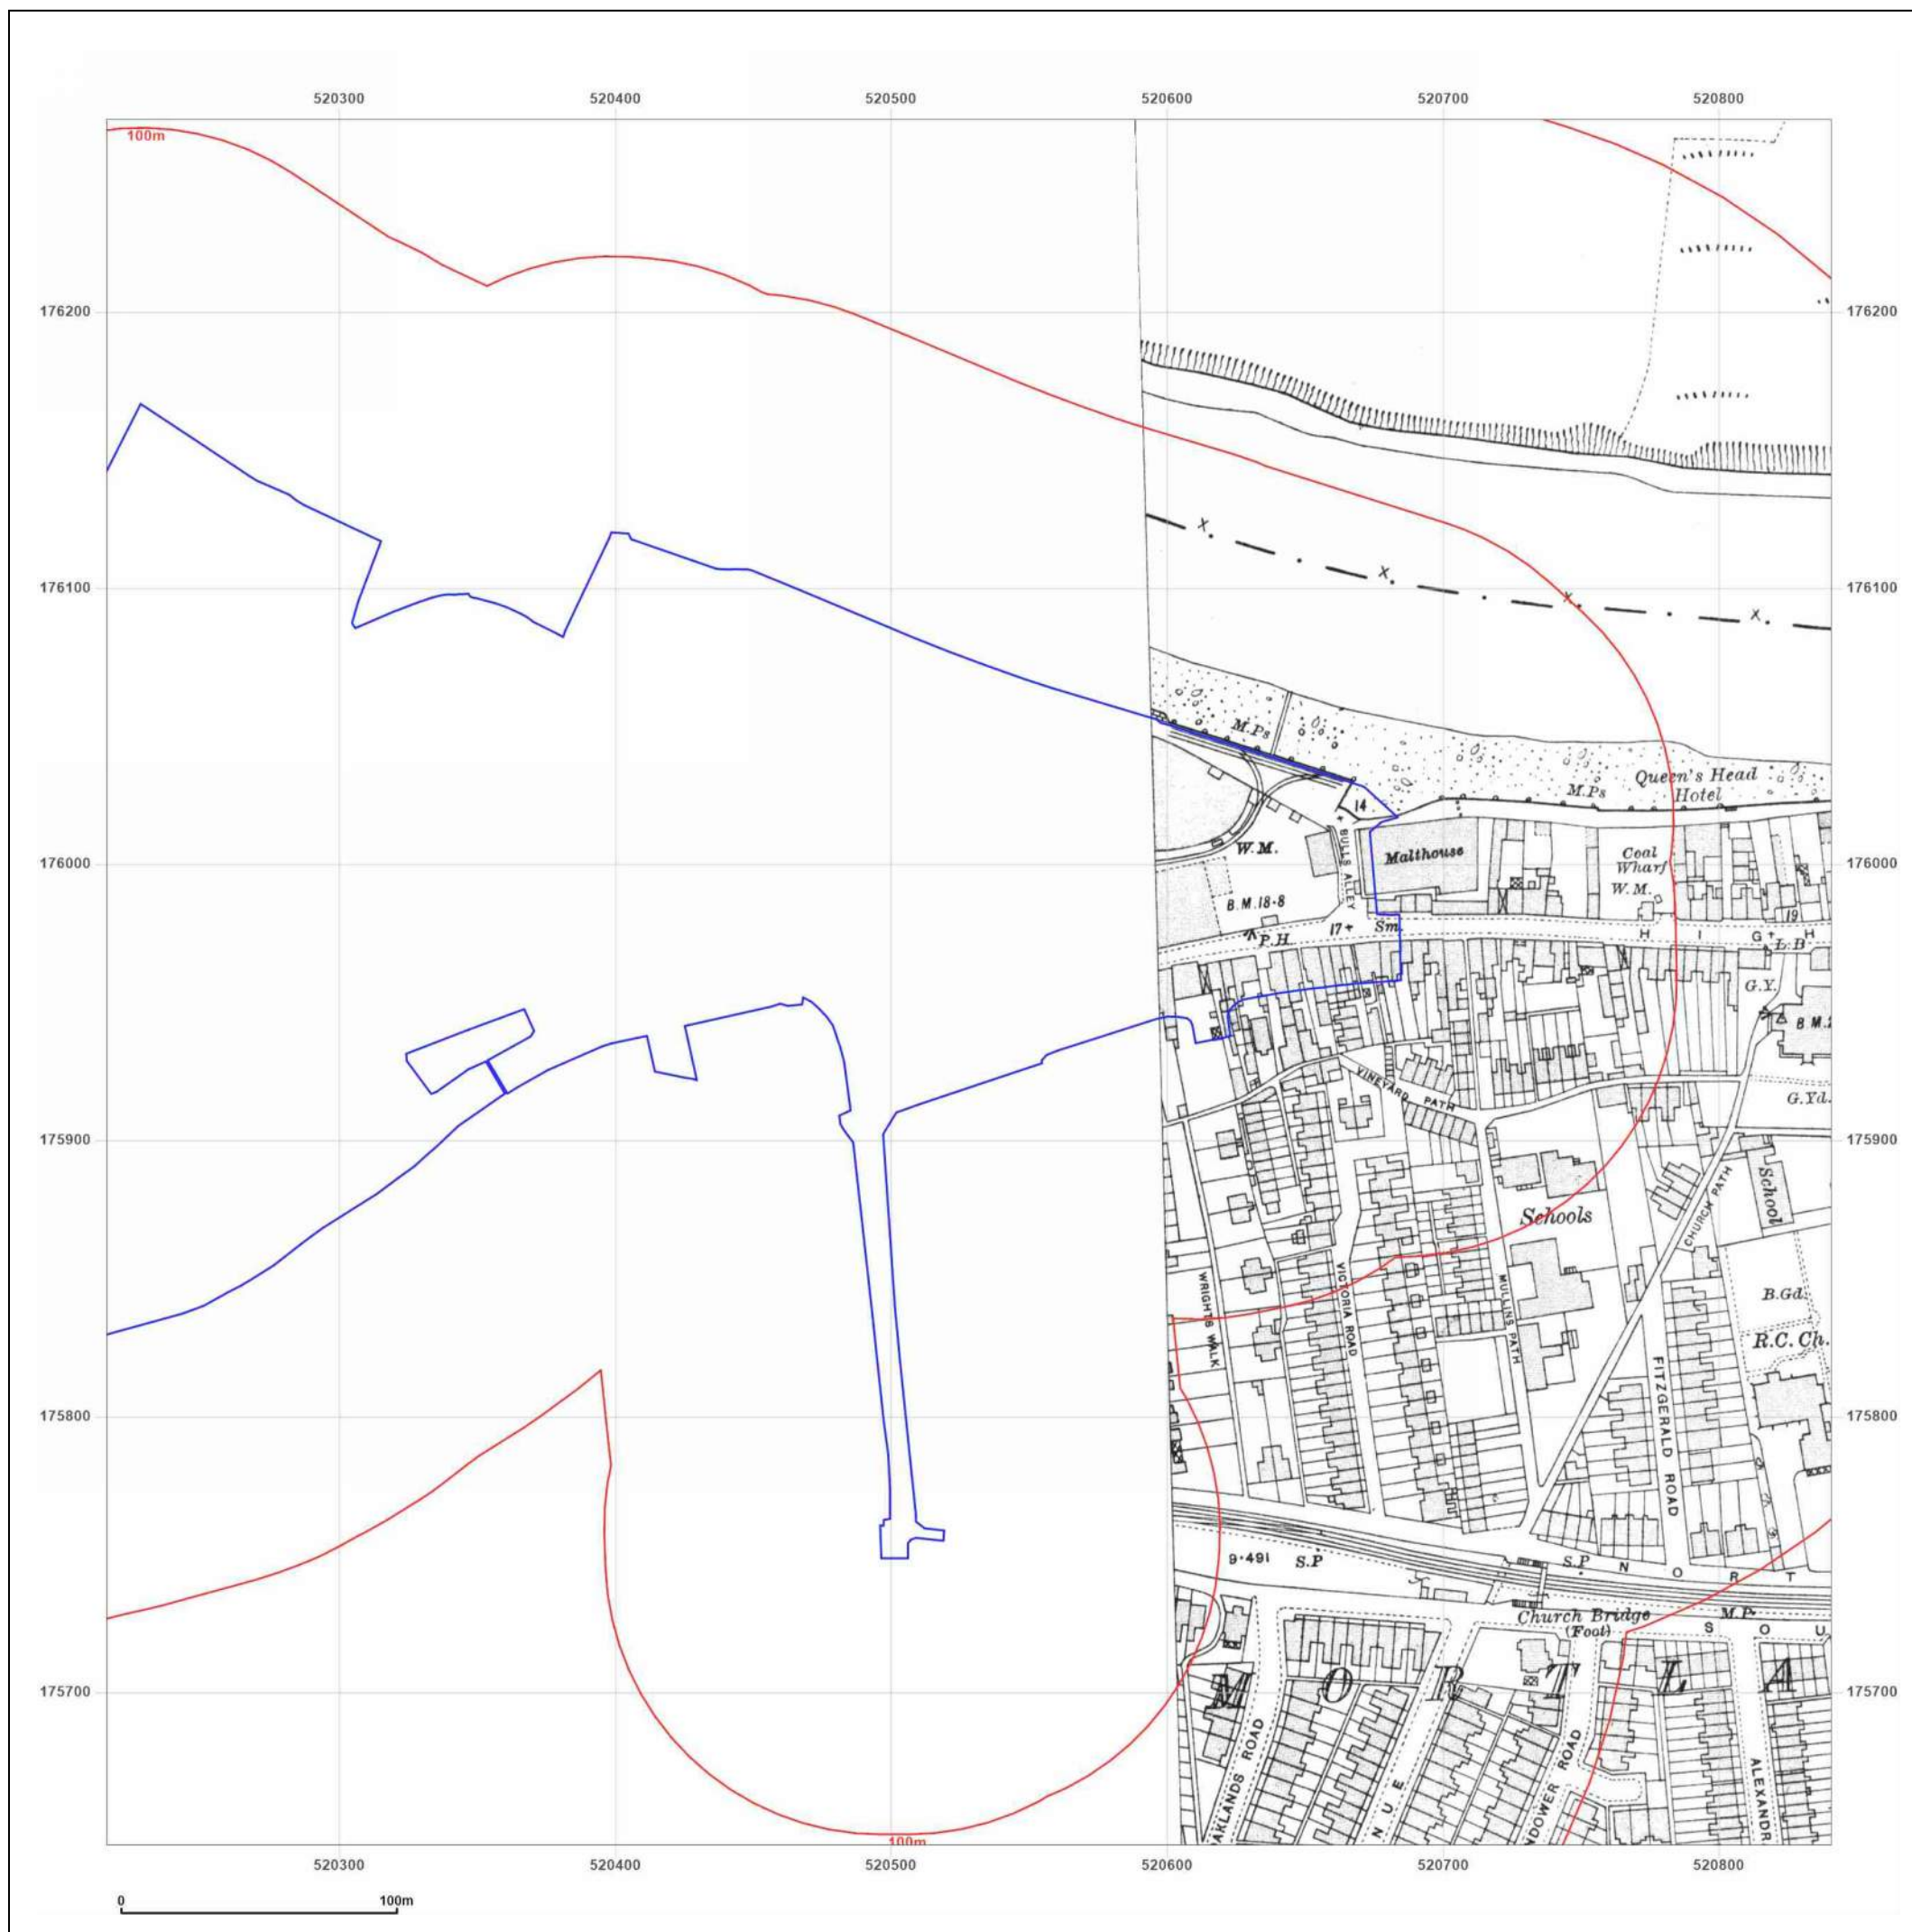 520300 520400 520500 520600 520700 520800
100m
176200 176200
176100 176100
M.Ps
Queen's Head
Hotel
M.Ps
14
W.M.
BULLS ALLEY
Malthouse
Coal
Wharf
W.M.
176000 176000
B.M.18·8
P.H.
17+
Sm.
19
H I G H
L B
G.Y.
B.M.
VINEYARD PATH
G.Yd.
175900 175900
CHURCH PATH
School
Schools
WRIGHTS WALK
VICTORIA ROAD
MULLINS PATH
B.Gd.
R.C.Ch.
FITZGERALD ROAD
175800 175800
9·491
S.P
S.P
N O R T
Church Bridge
(Foot)
M.P.
S O U
175700 175700
M O R T L A
AKLANDS ROAD
N U E
NDOWER ROAD
ALEXANDR
100m
520300 520400 520500 520600 520700 520800
0 100m